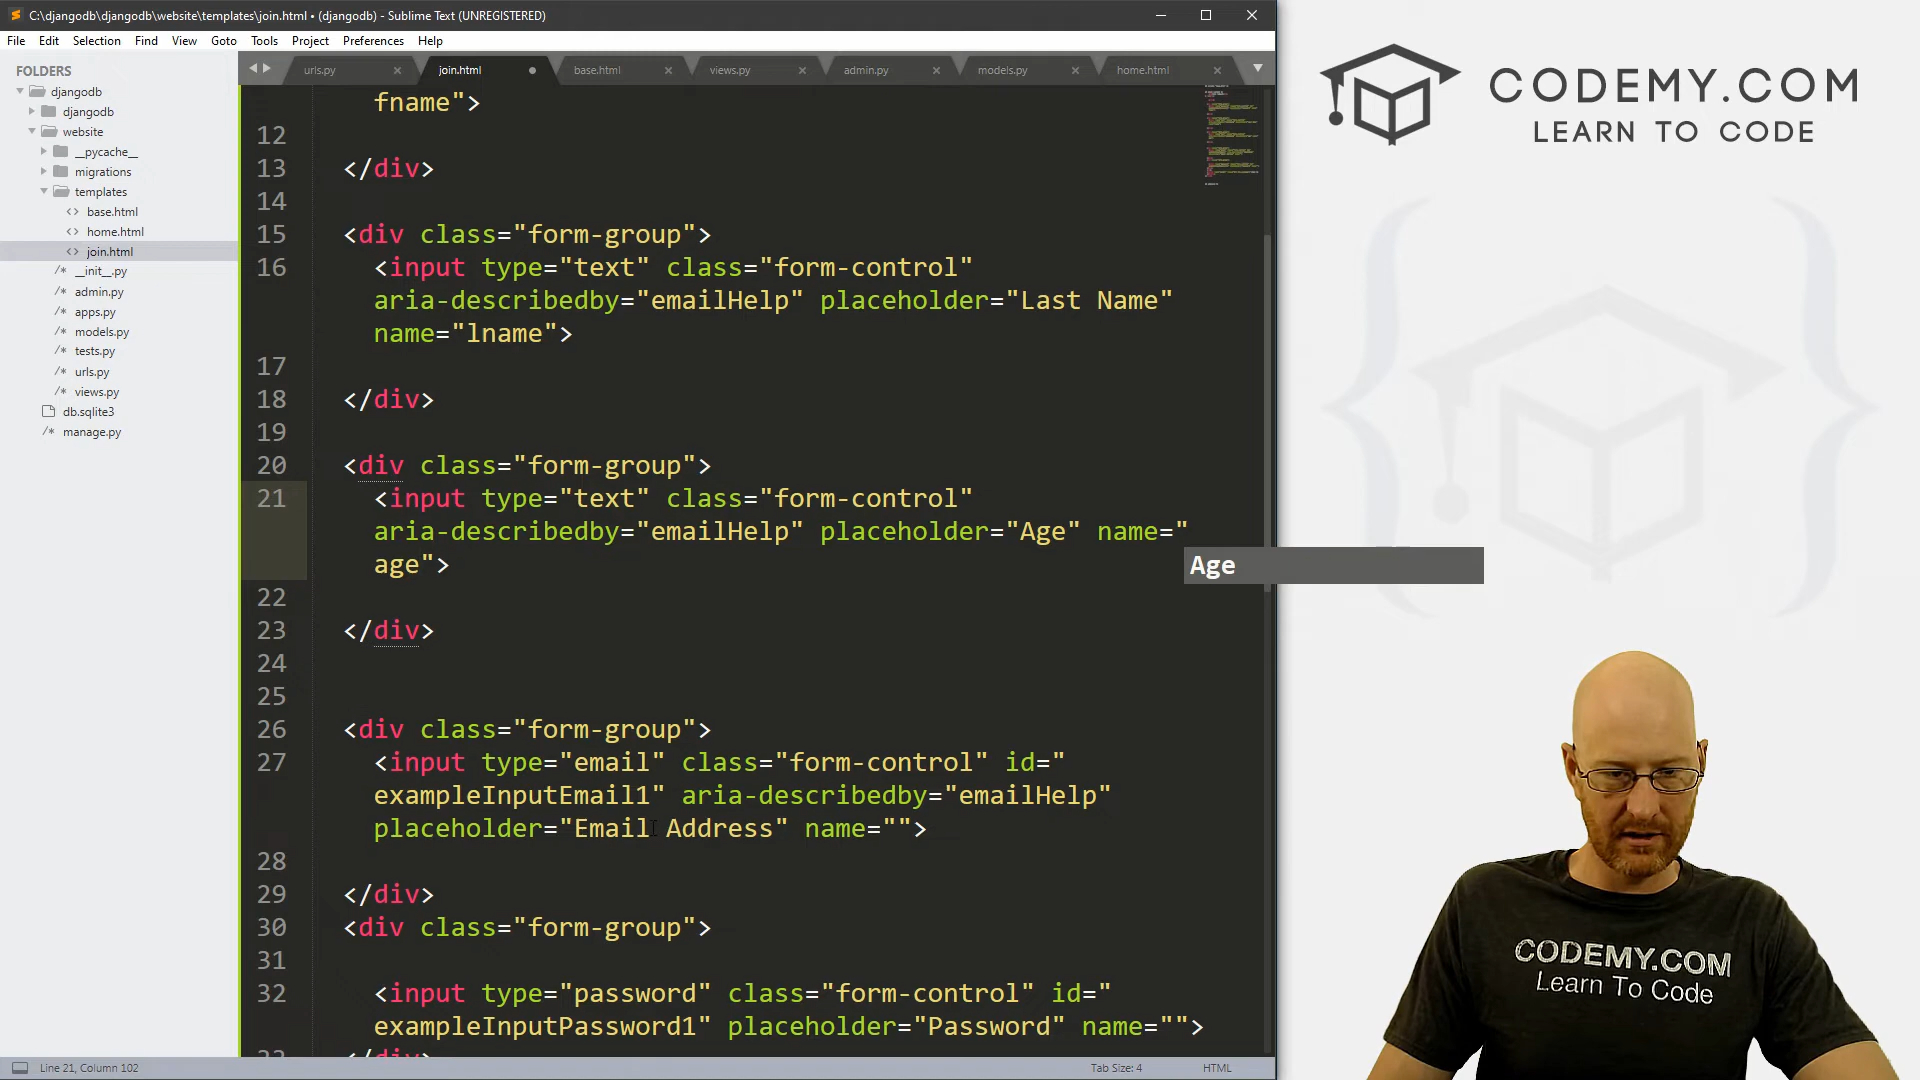 C:\djangodb\djangodb\website\templates\join.html • (djangodb) - Sublime Text (UNREGISTERED)
File Edit Selection Find View Goto Tools Project Preferences Help
FOLDERS
djangodb
djangodb
website
__pycache__
migrations
templates
base.html
home.html
join.html
__init__.py
admin.py
apps.py
models.py
tests.py
urls.py
views.py
db.sqlite3
manage.py
urls.py join.html base.html views.py admin.py models.py home.html
fname">
12
13 </div>
14
15 <div class="form-group">
16 <input type="text" class="form-control"
aria-describedby="emailHelp" placeholder="Last Name"
name="lname">
17
18 </div>
19
20 <div class="form-group">
21 <input type="text" class="form-control"
aria-describedby="emailHelp" placeholder="Age" name="
age">
Age
22
23 </div>
24
25
26 <div class="form-group">
27 <input type="email" class="form-control" id="
exampleInputEmail1" aria-describedby="emailHelp"
placeholder="Email Address" name="">
28
29 </div>
30 <div class="form-group">
31
32 <input type="password" class="form-control" id="
exampleInputPassword1" placeholder="Password" name="">
33 </div>
Line 21, Column 102
Tab Size: 4
HTML
CODEMY.COM
LEARN TO CODE
CODEMY.COM
Learn To Code